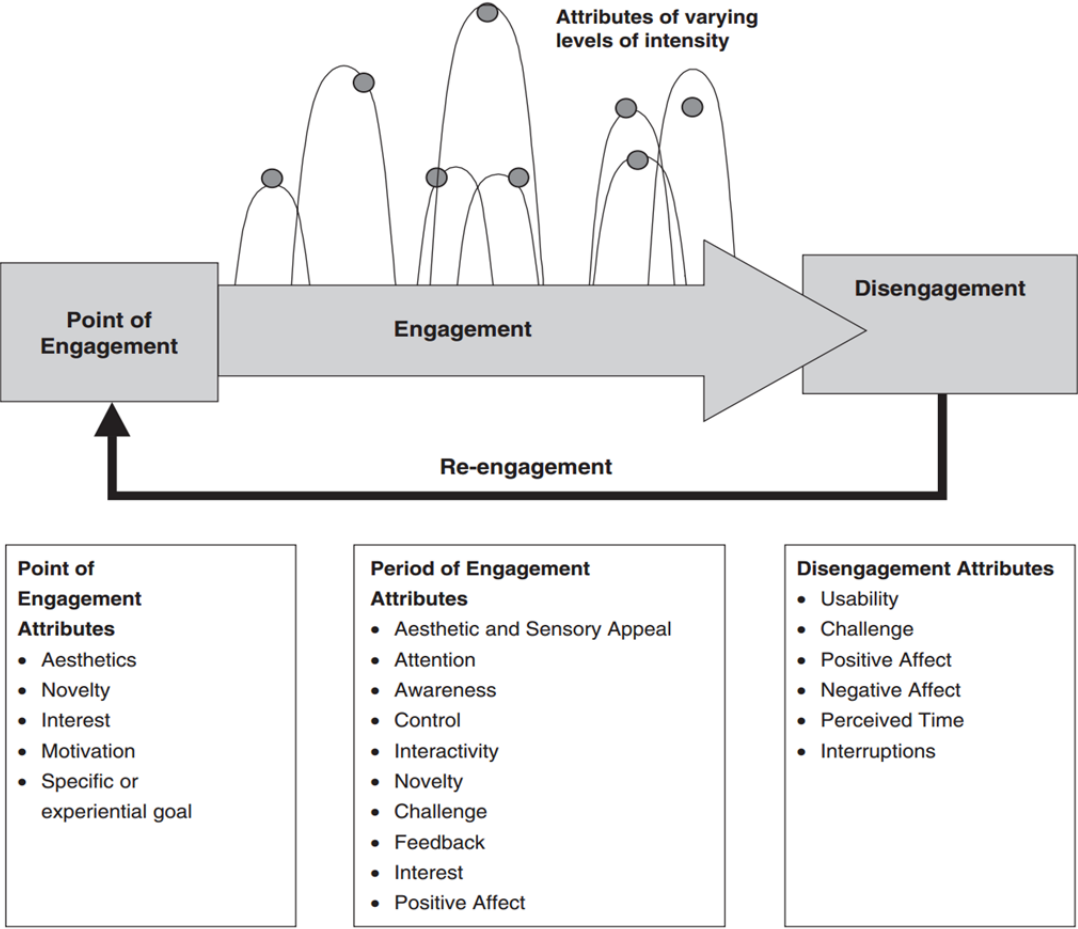 Attributes of varying
levels of intensity
Point of
Engagement
Engagement
Disengagement
Re-engagement
Point of
Engagement
Attributes
• Aesthetics
• Novelty
• Interest
• Motivation
• Specific or
experiential goal
Period of Engagement
Attributes
• Aesthetic and Sensory Appeal
• Attention
• Awareness
• Control
• Interactivity
• Novelty
• Challenge
• Feedback
• Interest
• Positive Affect
Disengagement Attributes
• Usability
• Challenge
• Positive Affect
• Negative Affect
• Perceived Time
• Interruptions